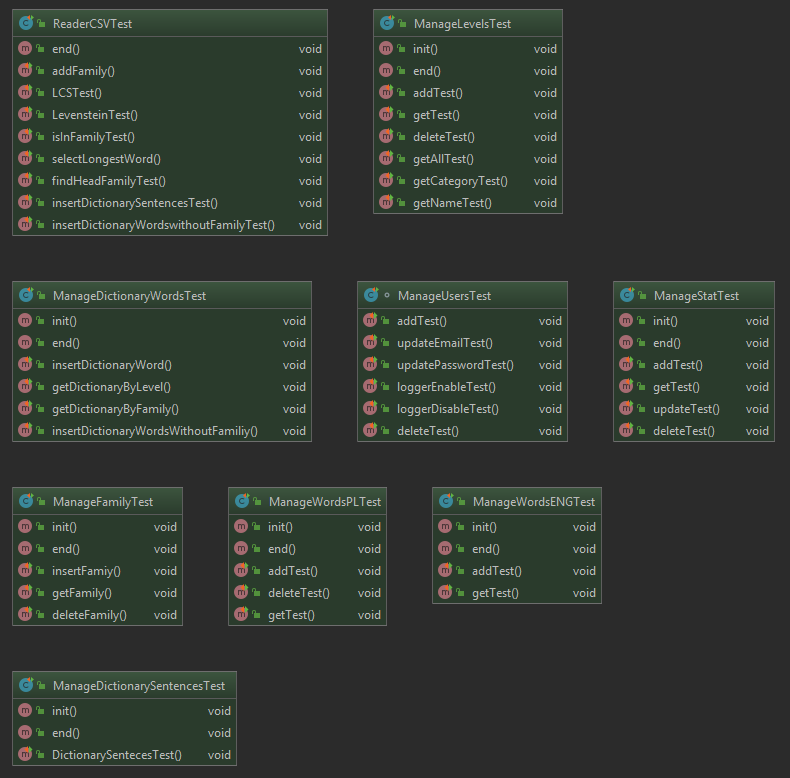 ReaderCSVTest
end() void
addFamily() void
LCSTest() void
LevensteinTest() void
isInFamilyTest() void
selectLongestWord() void
findHeadFamilyTest() void
insertDictionarySentencesTest() void
insertDictionaryWordswithoutFamilyTest() void
ManageLevelsTest
init() void
end() void
addTest() void
getTest() void
deleteTest() void
getAllTest() void
getCategoryTest() void
getNameTest() void
ManageDictionaryWordsTest
init() void
end() void
insertDictionaryWord() void
getDictionaryByLevel() void
getDictionaryByFamily() void
insertDictionaryWordsWithoutFamiliy() void
ManageUsersTest
addTest() void
updateEmailTest() void
updatePasswordTest() void
loggerEnableTest() void
loggerDisableTest() void
deleteTest() void
ManageStatTest
init() void
end() void
addTest() void
getTest() void
updateTest() void
deleteTest() void
ManageFamilyTest
init() void
end() void
insertFamiy() void
getFamily() void
deleteFamily() void
ManageWordsPLTest
init() void
end() void
addTest() void
deleteTest() void
getTest() void
ManageWordsENGTest
init() void
end() void
addTest() void
getTest() void
ManageDictionarySentencesTest
init() void
end() void
DictionarySentecesTest() void